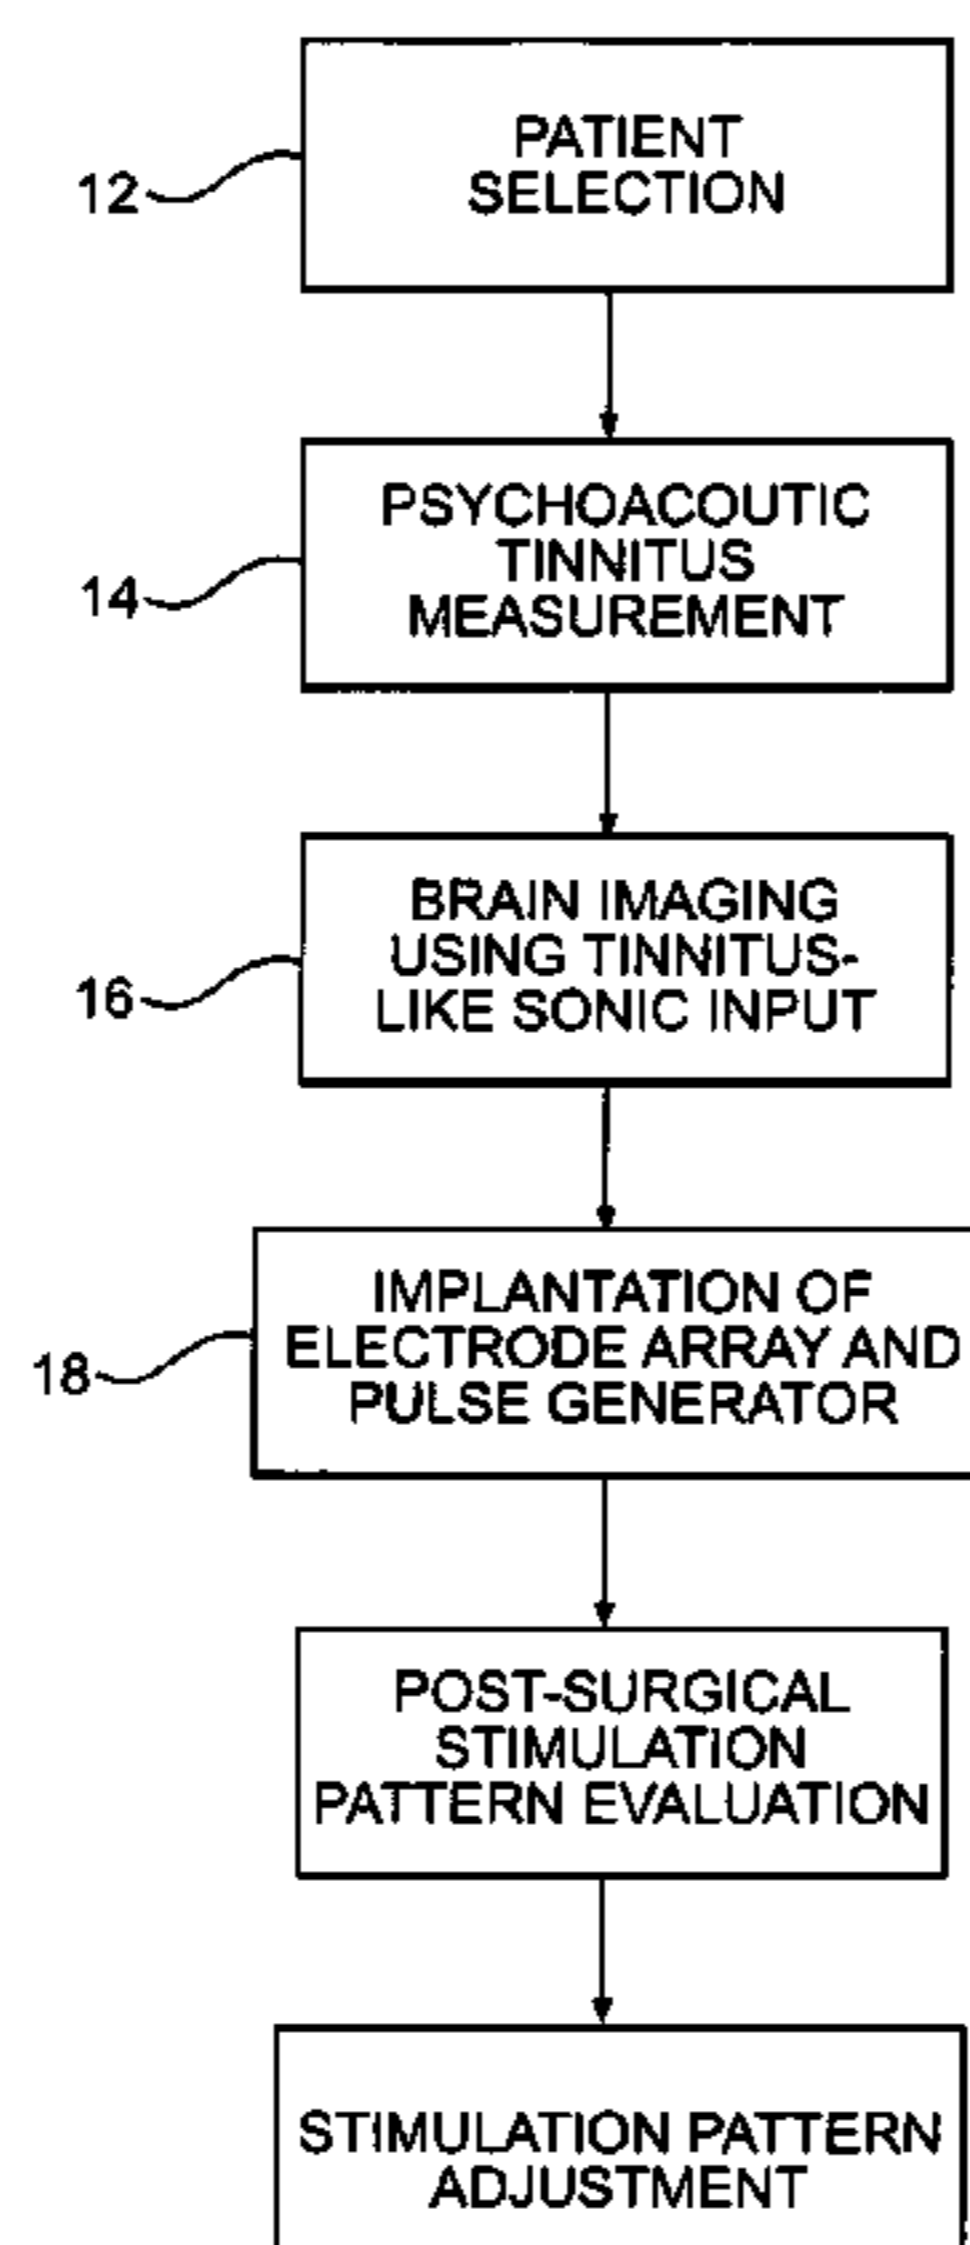 12
PATIENT
SELECTION
14
PSYCHOACOUTIC
TINNITUS
MEASUREMENT
16
BRAIN IMAGING
USING TINNITUS-
LIKE SONIC INPUT
18
IMPLANTATION OF
ELECTRODE ARRAY AND
PULSE GENERATOR
POST-SURGICAL
STIMULATION
PATTERN EVALUATION
STIMULATION PATTERN
ADJUSTMENT